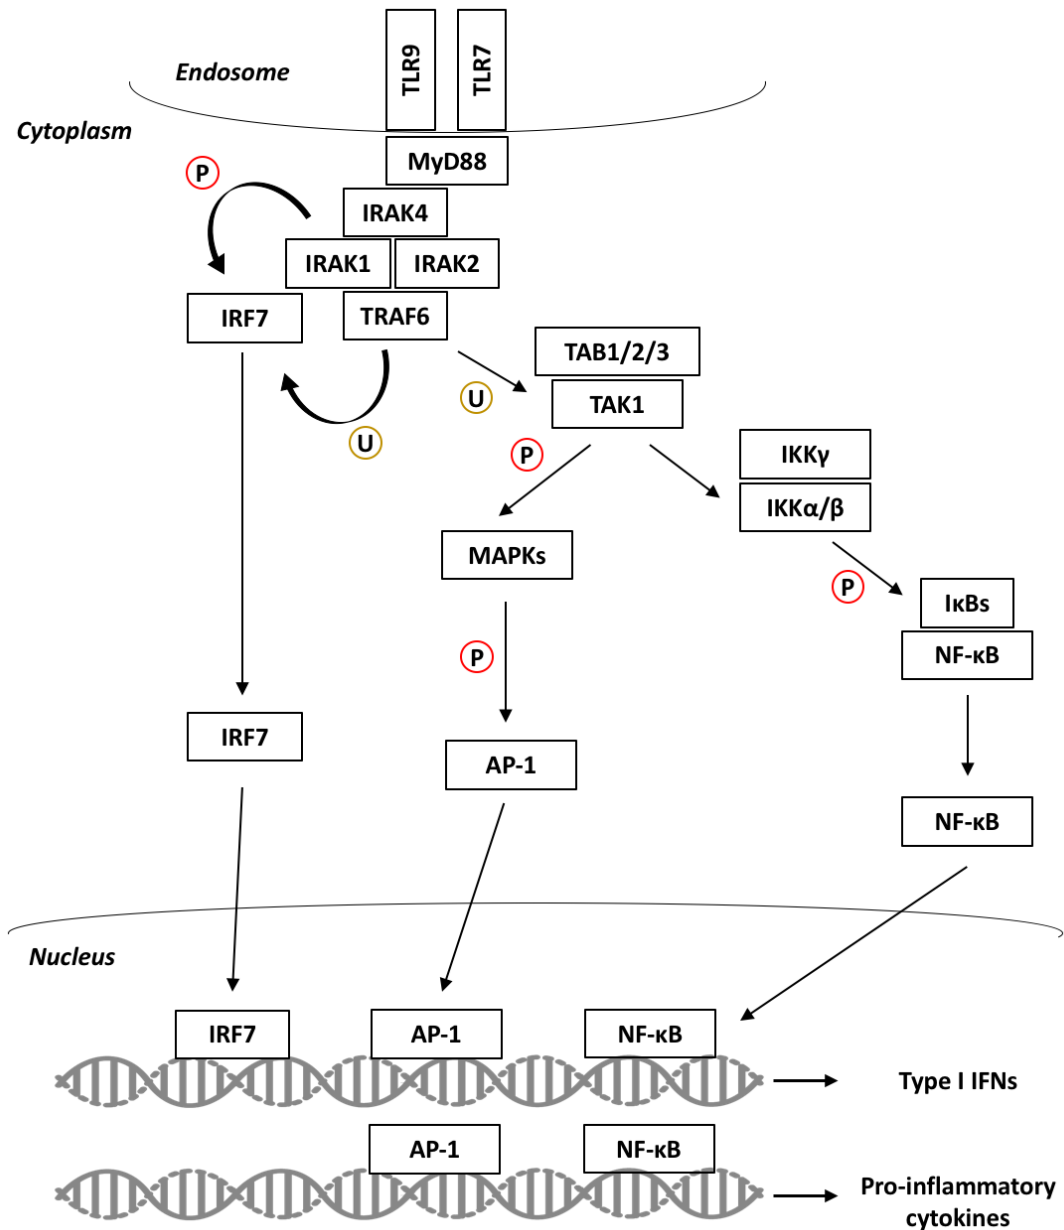 TLR9
TLR7
Endosome
Cytoplasm
MyD88
P
IRAK4
IRAK1
IRAK2
IRF7
TRAF6
TAB1/2/3
U
TAK1
U
P
IKKγ
IKKα/β
MAPKs
P
IκBs
NF-κB
P
IRF7
AP-1
NF-κB
Nucleus
IRF7
AP-1
NF-κB
Type I IFNs
AP-1
NF-κB
Pro-inflammatory
cytokines